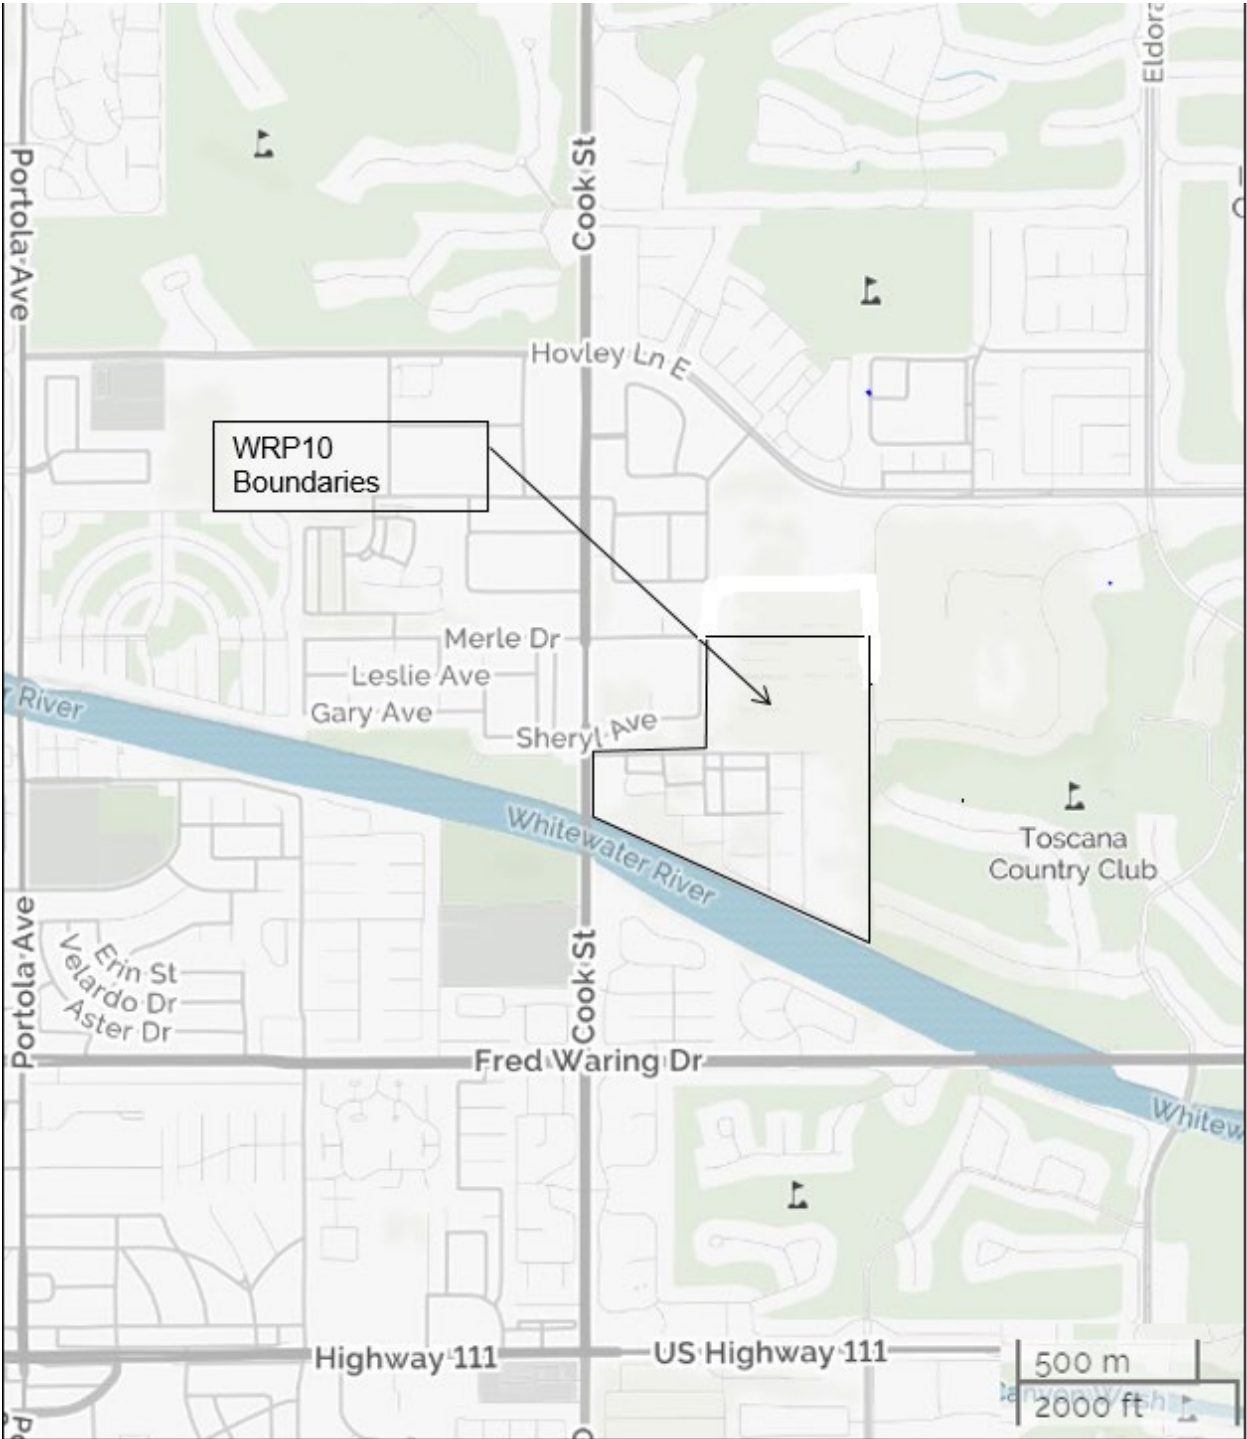 Eldora
Portola Ave
Cook St
Hovley Ln E
WRP10
Boundaries
Merle Dr
Leslie Ave
Gary Ave
Sheryl Ave
r River
Whitewater River
Toscana
Country Club
Portola Ave
Erin St
Velardo Dr
Aster Dr
Cook St
Fred Waring Dr
Whitew
Highway 111
US Highway 111
500 m
2000 ft
Po